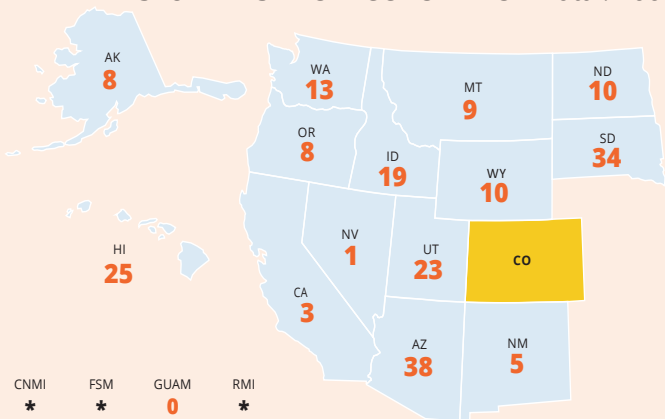 AK
8
WA
13
MT
9
ND
10
OR
8
ID
19
SD
34
WY
10
HI
25
NV
1
UT
23
CO
CA
3
AZ
38
NM
5
CNMI FSM GUAM RMI
* * 0 *